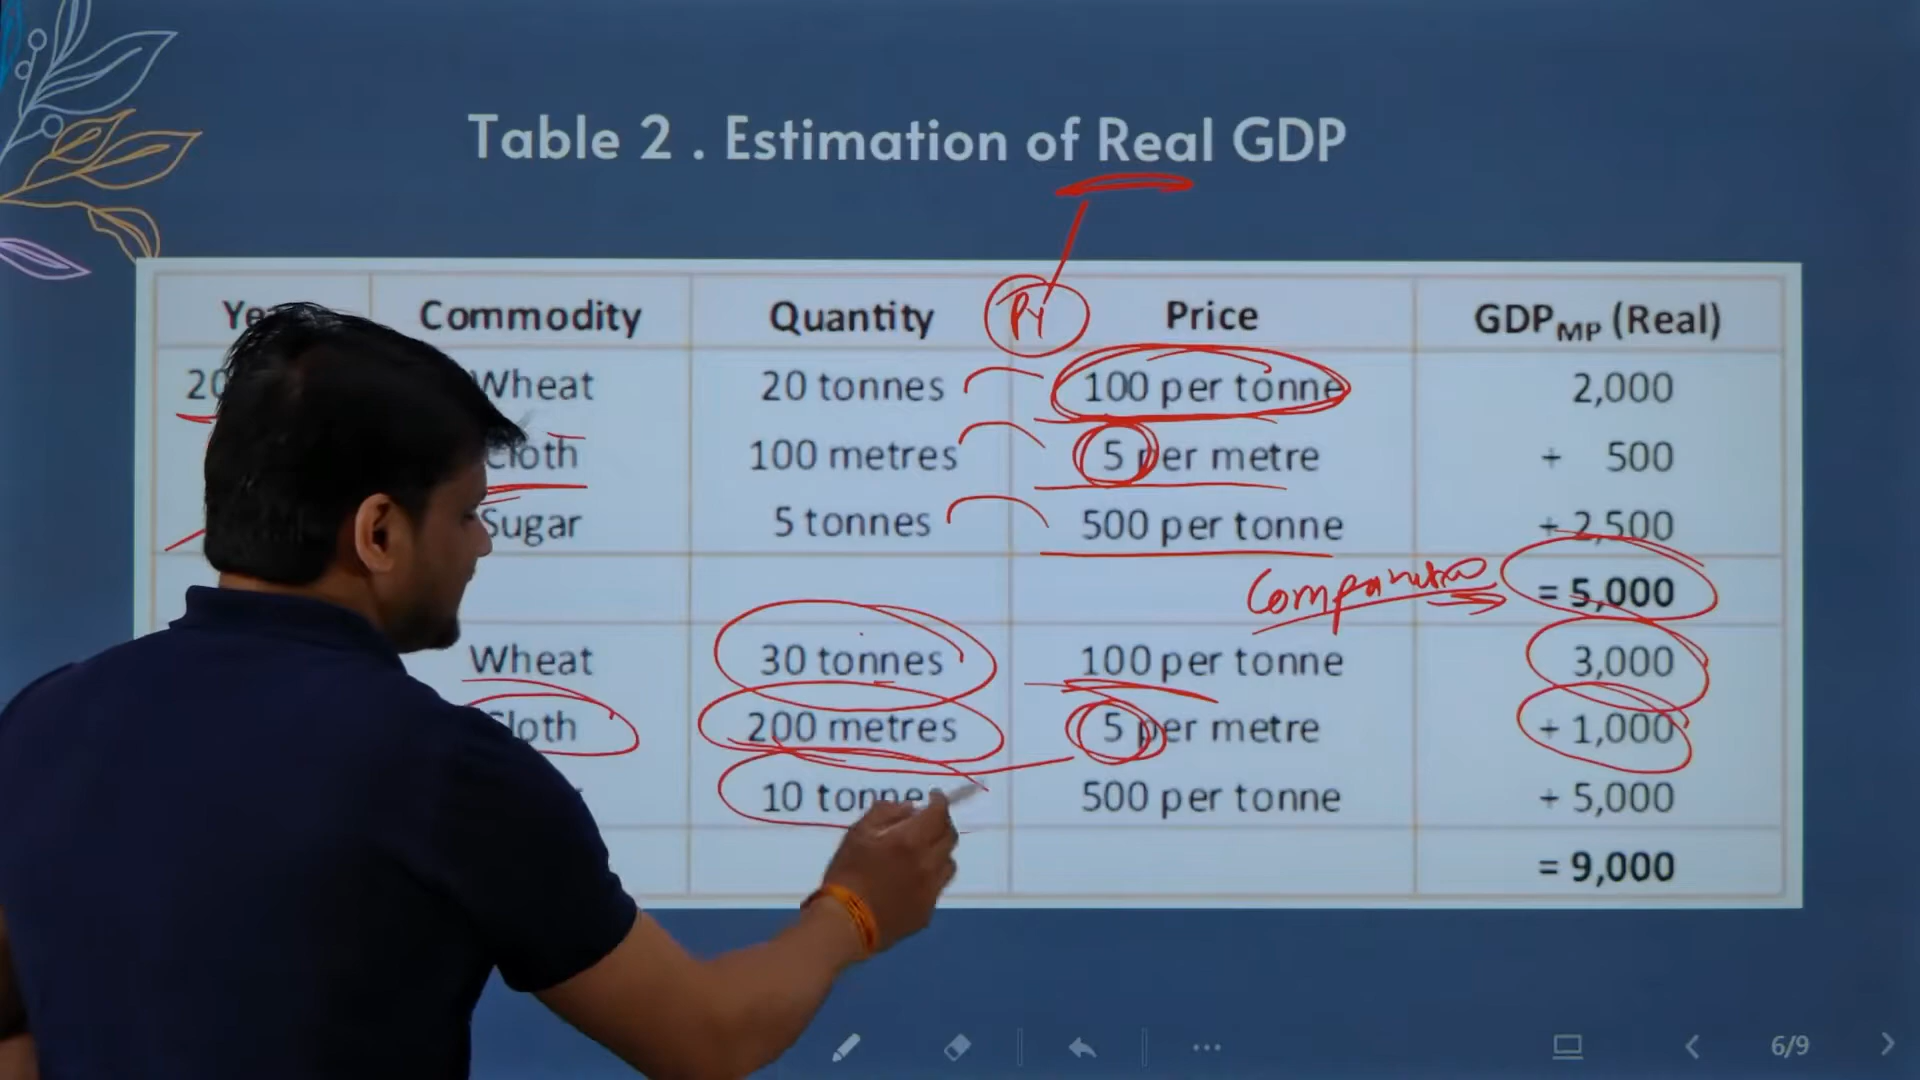 Table 2 . Estimation of Real GDP
Commodity Quantity Price GDPMP (Real)
Wheat 20 tonnes 100 per tonne 2,000
Cloth 100 metres 5 per metre + 500
Sugar 5 tonnes 500 per tonne + 2,500
= 5,000
Wheat 30 tonnes 100 per tonne 3,000
Cloth 200 metres 5 per metre + 1,000
10 tonnes 500 per tonne + 5,000
= 9,000
6/9